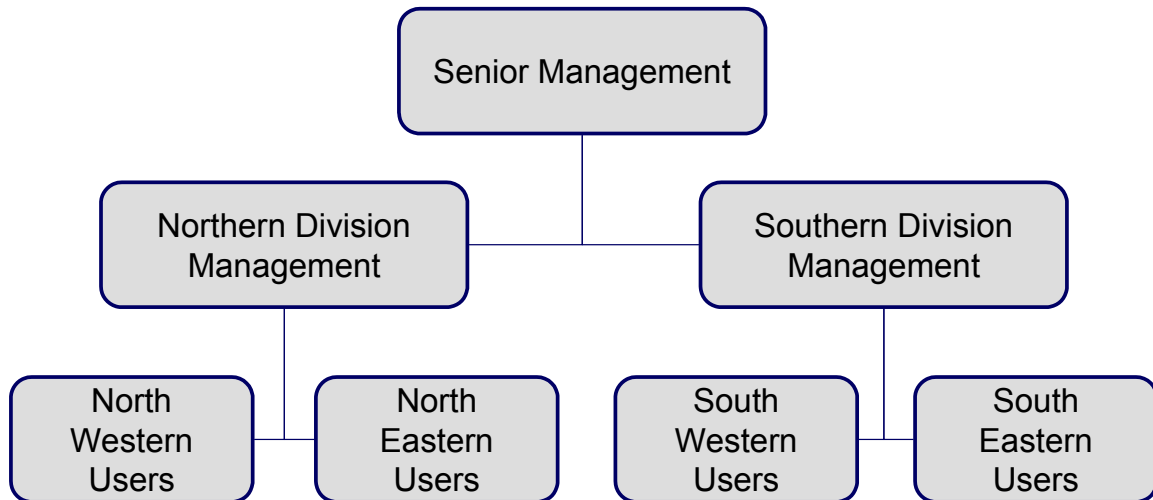 Senior Management
Northern Division
Management
Southern Division
Management
North
Western
Users
North
Eastern
Users
South
Western
Users
South
Eastern
Users